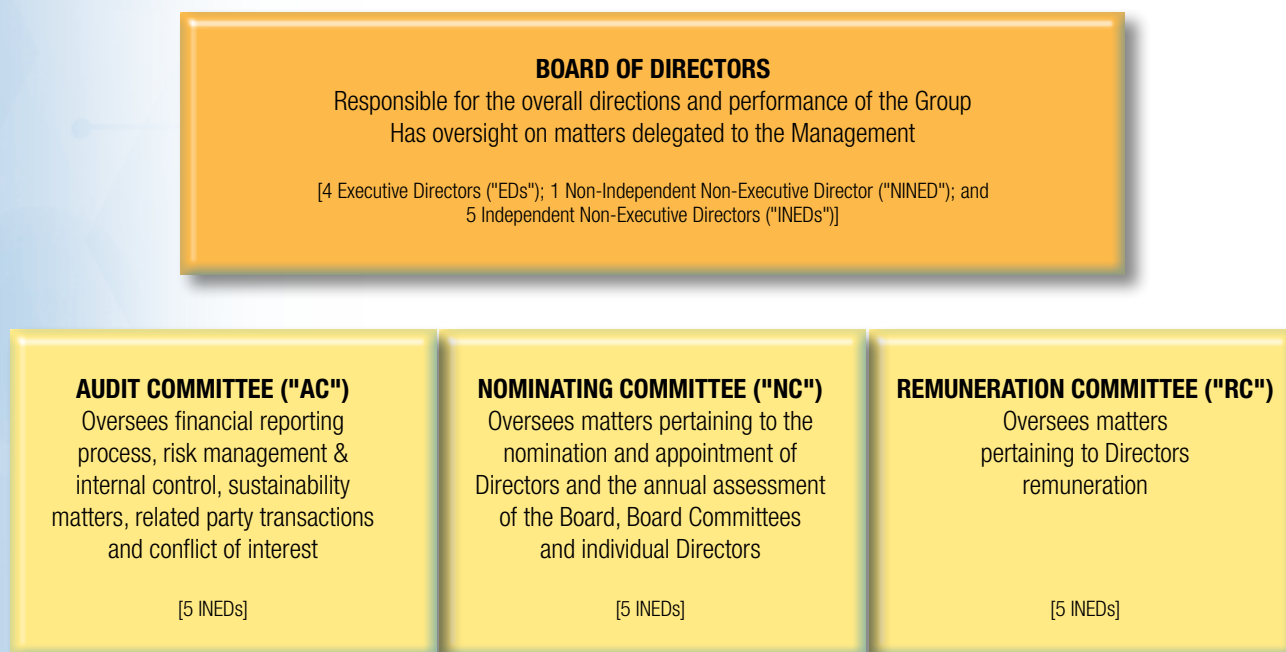 BOARD OF DIRECTORS
Responsible for the overall directions and performance of the Group
Has oversight on matters delegated to the Management
[4 Executive Directors ("EDs"); 1 Non-Independent Non-Executive Director ("NINED"); and
5 Independent Non-Executive Directors ("INEDs")]
AUDIT COMMITTEE ("AC")
Oversees financial reporting
process, risk management &
internal control, sustainability
matters, related party transactions
and conflict of interest
[5 INEDs]
NOMINATING COMMITTEE ("NC")
Oversees matters pertaining to the
nomination and appointment of
Directors and the annual assessment
of the Board, Board Committees
and individual Directors
[5 INEDs]
REMUNERATION COMMITTEE ("RC")
Oversees matters
pertaining to Directors
remuneration
[5 INEDs]